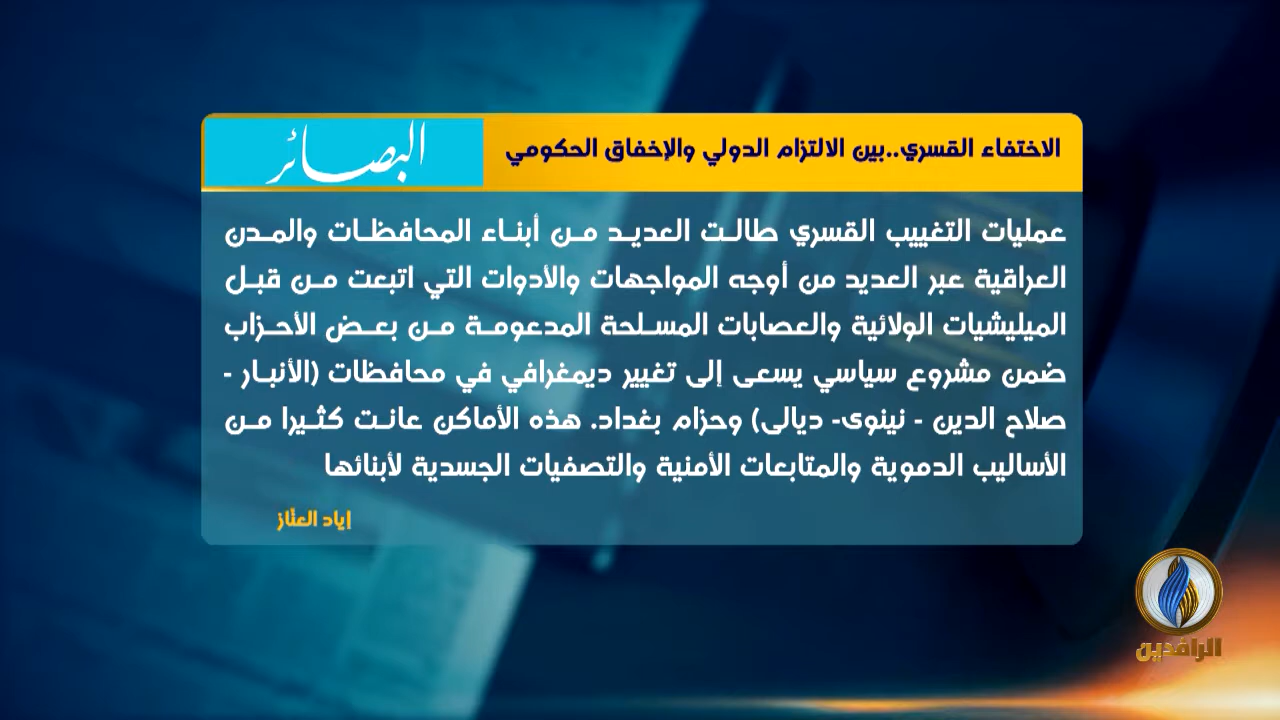 البصائر
الاختفاء القسري..بين الالتزام الدولي والإخفاق الحكومي
عمليات التغييب القسري طالت العديد من أبناء المحافظات والمدن
العراقية عبر العديد من أوجه المواجهات والأدوات التي اتبعت من قبل
الميليشيات الولائية والعصابات المسلحة المدعومة من بعض الأحزاب
ضمن مشروع سياسي يسعى إلى تغيير ديمغرافي في محافظات (الأنبار -
صلاح الدين - نينوى- ديالى) وحزام بغداد. هذه الأماكن عانت كثيرا من
الأساليب الدموية والمتابعات الأمنية والتصفيات الجسدية لأبنائها
إياد العنّاز
الرافدين